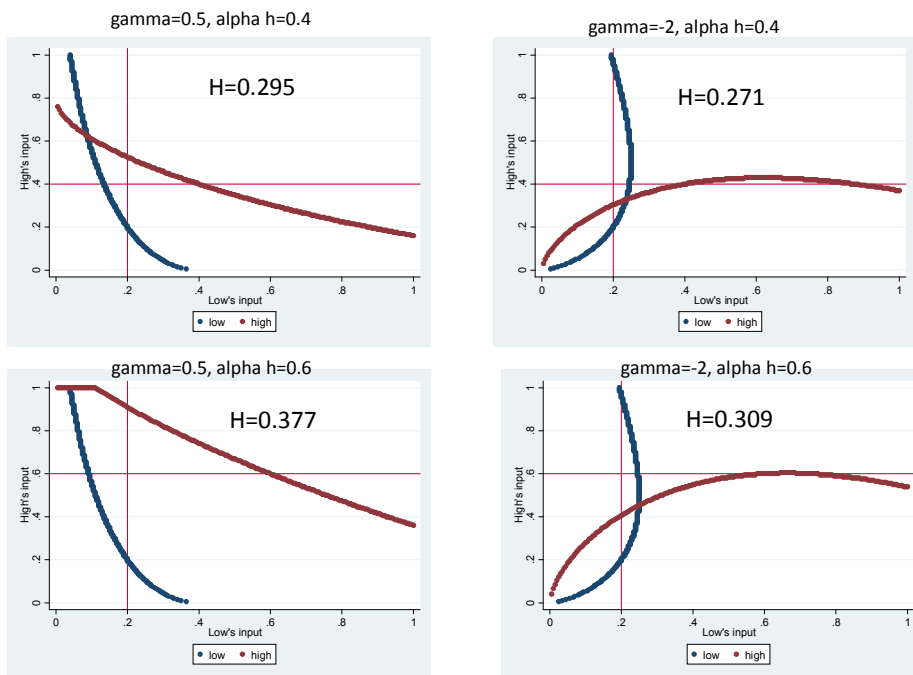 gamma=0.5, alpha h=0.4
H=0.295
High's input
0 .2 .4 .6 .8 1
0 .2 .4 .6 .8 1
Low's input
low high
gamma=-2, alpha h=0.4
H=0.271
High's input
0 .2 .4 .6 .8 1
0 .2 .4 .6 .8 1
Low's input
low high
gamma=0.5, alpha h=0.6
H=0.377
High's input
0 .2 .4 .6 .8 1
0 .2 .4 .6 .8 1
Low's input
low high
gamma=-2, alpha h=0.6
H=0.309
High's input
0 .2 .4 .6 .8 1
0 .2 .4 .6 .8 1
Low's input
low high